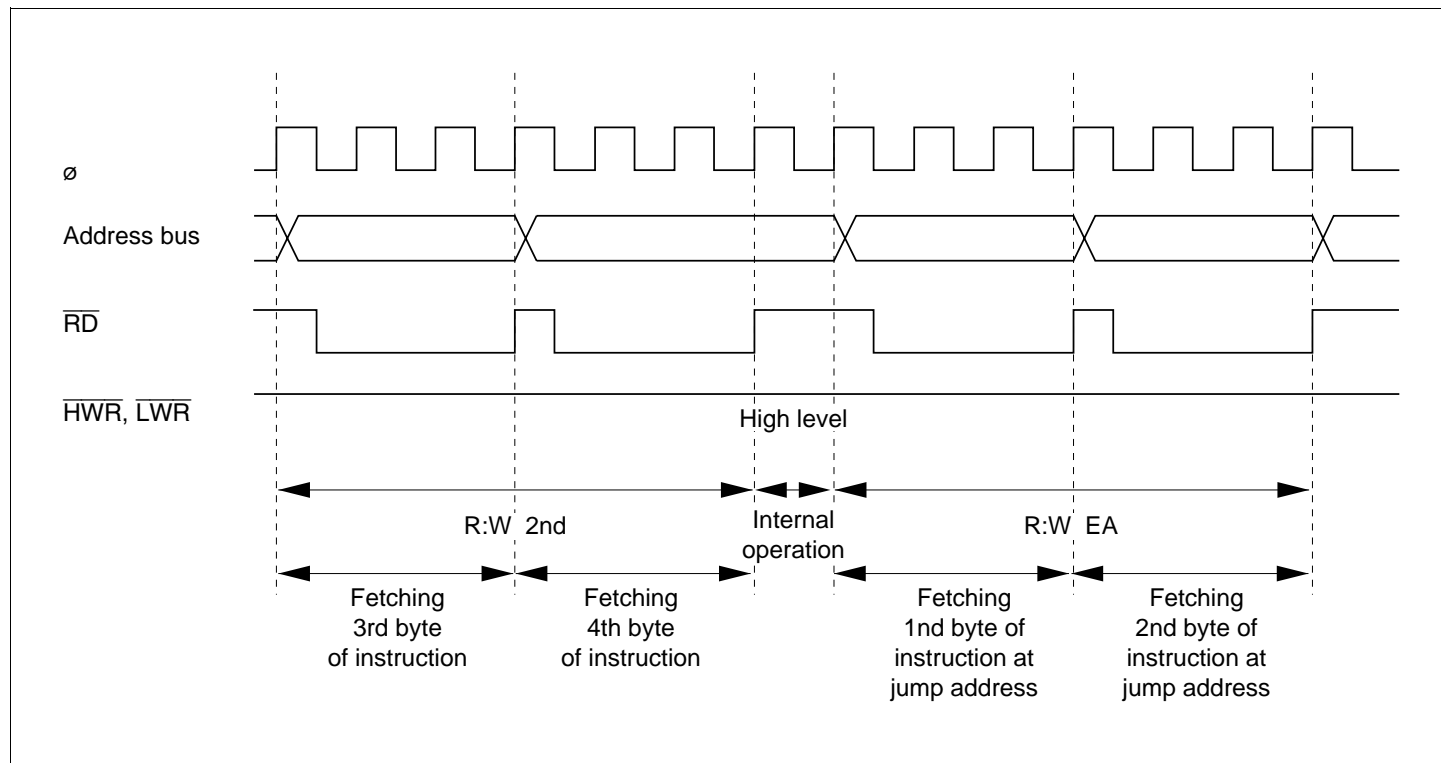 ø
Address bus
RD
HWR, LWR
High level
R:W 2nd
Internal
operation
R:W EA
Fetching
3rd byte
of instruction
Fetching
4th byte
of instruction
Fetching
1nd byte of
instruction at
jump address
Fetching
2nd byte of
instruction at
jump address